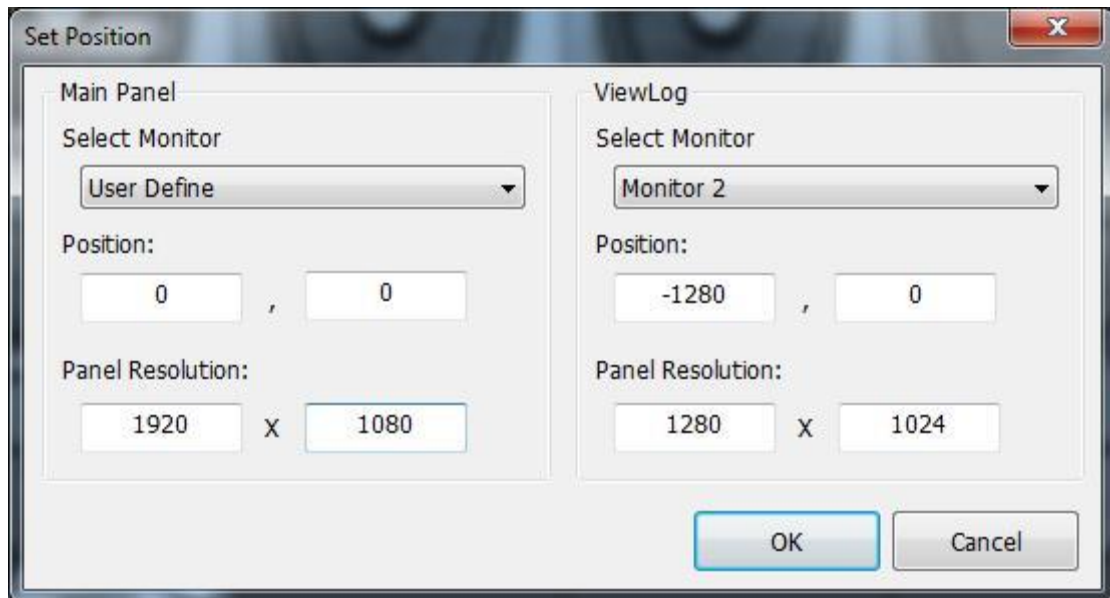 Set Position
Main Panel
Select Monitor
User Define
Position:
0 , 0
Panel Resolution:
1920 X 1080
ViewLog
Select Monitor
Monitor 2
Position:
-1280 , 0
Panel Resolution:
1280 X 1024
OK Cancel